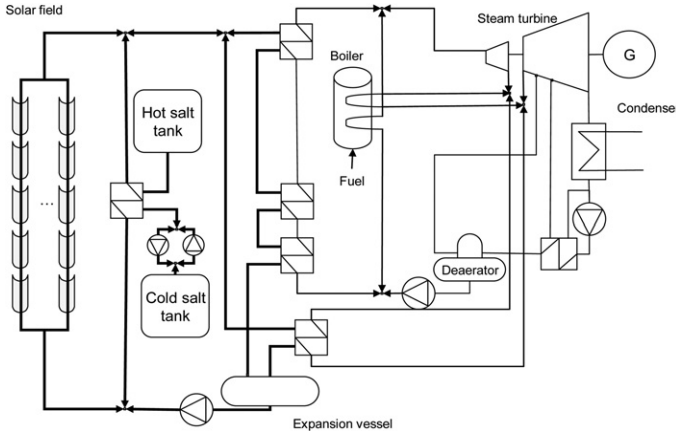 Solar field
Steam turbine
Boiler
G
Hot salt
tank
Condense
Fuel
Deaerator
Cold salt
tank
Expansion vessel